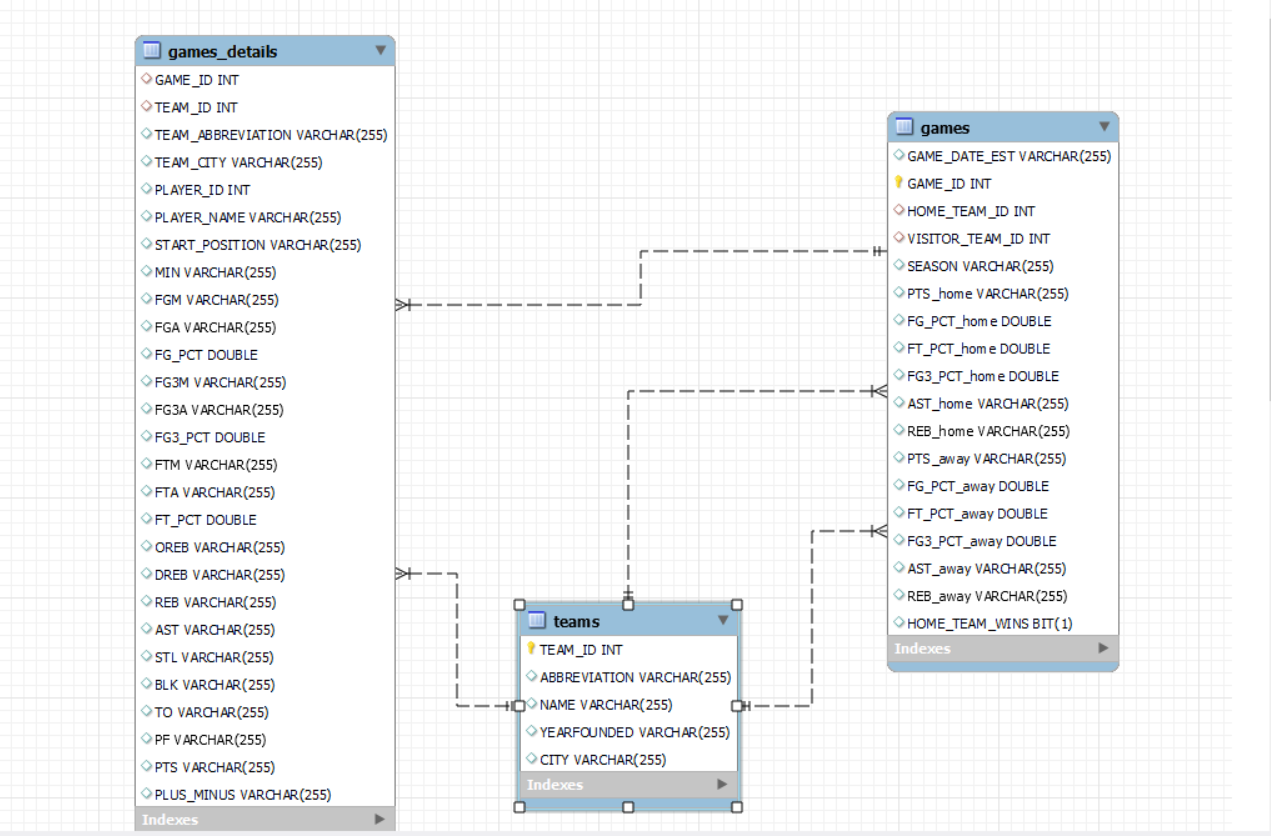 games_details
GAME_ID INT
TEAM_ID INT
TEAM_ABBREVIATION VARCHAR(255)
TEAM_CITY VARCHAR(255)
PLAYER_ID INT
PLAYER_NAME VARCHAR(255)
START_POSITION VARCHAR(255)
MIN VARCHAR(255)
FGM VARCHAR(255)
FGA VARCHAR(255)
FG_PCT DOUBLE
FG3M VARCHAR(255)
FG3A VARCHAR(255)
FG3_PCT DOUBLE
FTM VARCHAR(255)
FTA VARCHAR(255)
FT_PCT DOUBLE
OREB VARCHAR(255)
DREB VARCHAR(255)
REB VARCHAR(255)
AST VARCHAR(255)
STL VARCHAR(255)
BLK VARCHAR(255)
TO VARCHAR(255)
PF VARCHAR(255)
PTS VARCHAR(255)
PLUS_MINUS VARCHAR(255)
Indexes
teams
TEAM_ID INT
ABBREVIATION VARCHAR(255)
NAME VARCHAR(255)
YEARFOUNDED VARCHAR(255)
CITY VARCHAR(255)
Indexes
games
GAME_DATE_EST VARCHAR(255)
GAME_ID INT
HOME_TEAM_ID INT
VISITOR_TEAM_ID INT
SEASON VARCHAR(255)
PTS_home VARCHAR(255)
FG_PCT_home DOUBLE
FT_PCT_home DOUBLE
FG3_PCT_home DOUBLE
AST_home VARCHAR(255)
REB_home VARCHAR(255)
PTS_away VARCHAR(255)
FG_PCT_away DOUBLE
FT_PCT_away DOUBLE
FG3_PCT_away DOUBLE
AST_away VARCHAR(255)
REB_away VARCHAR(255)
HOME_TEAM_WINS BIT(1)
Indexes